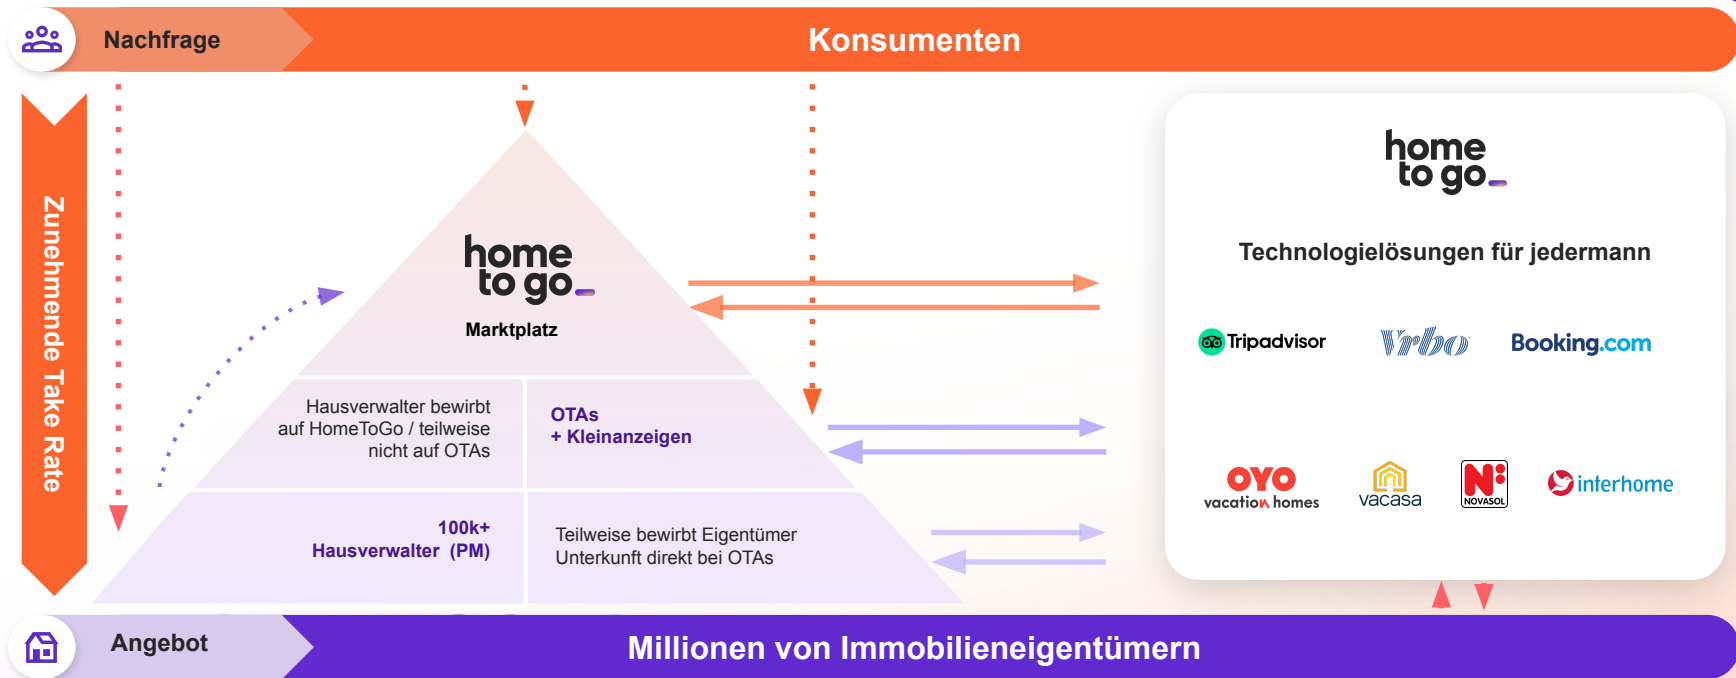 Nachfrage
Konsumenten
Zunehmende Take Rate
home
to go
Marktplatz
Hausverwalter bewirbt
auf HomeToGo / teilweise
nicht auf OTAs
OTAs
+ Kleinanzeigen
100k+
Hausverwalter (PM)
Teilweise bewirbt Eigentümer
Unterkunft direkt bei OTAs
home
to go
Technologielösungen für jedermann
Tripadvisor
Vrbo
Booking.com
OYO
vacation homes
vacasa
N:
NOVASOL
interhome
Angebot
Millionen von Immobilieneigentümern